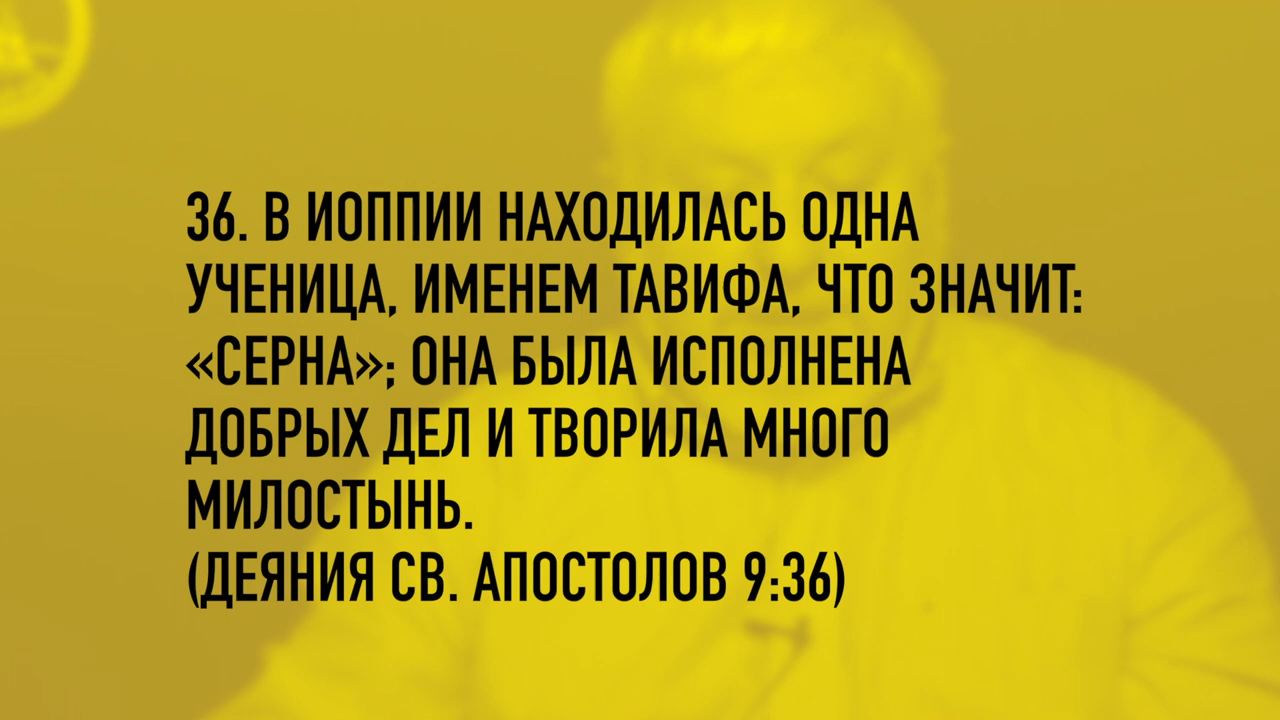 36. В ИОППИИ НАХОДИЛАСЬ ОДНА
УЧЕНИЦА, ИМЕНЕМ ТАВИФА, ЧТО ЗНАЧИТ:
«СЕРНА»; ОНА БЫЛА ИСПОЛНЕНА
ДОБРЫХ ДЕЛ И ТВОРИЛА МНОГО
МИЛОСТЫНЬ.
(ДЕЯНИЯ СВ. АПОСТОЛОВ 9:36)